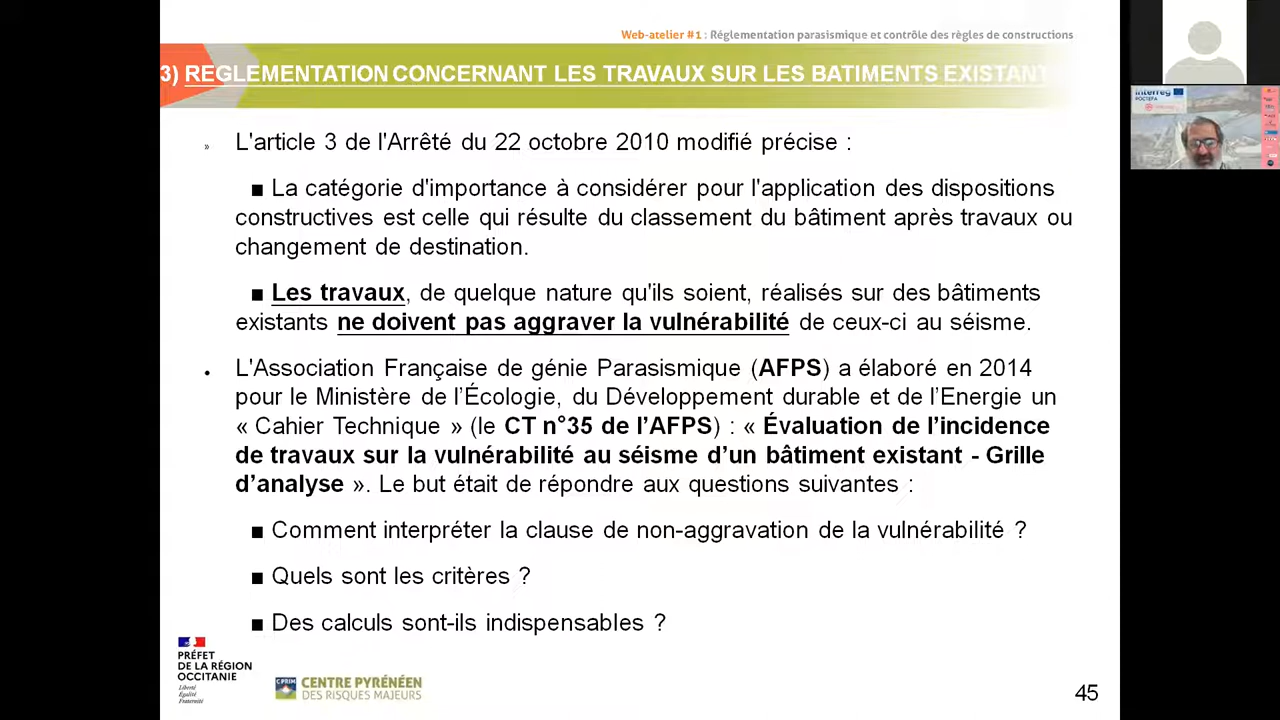 Web-atelier #1 : Réglementation parasismique et contrôle des règles de constructions
3) REGLEMENTATION CONCERNANT LES TRAVAUX SUR LES BATIMENTS EXISTANT
» L'article 3 de l'Arrêté du 22 octobre 2010 modifié précise :
■ La catégorie d'importance à considérer pour l'application des dispositions
constructives est celle qui résulte du classement du bâtiment après travaux ou
changement de destination.
■ Les travaux, de quelque nature qu'ils soient, réalisés sur des bâtiments
existants ne doivent pas aggraver la vulnérabilité de ceux-ci au séisme.
• L'Association Française de génie Parasismique (AFPS) a élaboré en 2014
pour le Ministère de l’Écologie, du Développement durable et de l’Energie un
« Cahier Technique » (le CT n°35 de l’AFPS) : « Évaluation de l’incidence
de travaux sur la vulnérabilité au séisme d’un bâtiment existant - Grille
d’analyse ». Le but était de répondre aux questions suivantes :
■ Comment interpréter la clause de non-aggravation de la vulnérabilité ?
■ Quels sont les critères ?
■ Des calculs sont-ils indispensables ?
PRÉFET
DE LA RÉGION
OCCITANIE
Liberté
Égalité
Fraternité
CPRIM
CENTRE PYRÉNÉEN
DES RISQUES MAJEURS
45
Interreg
POCTEFA